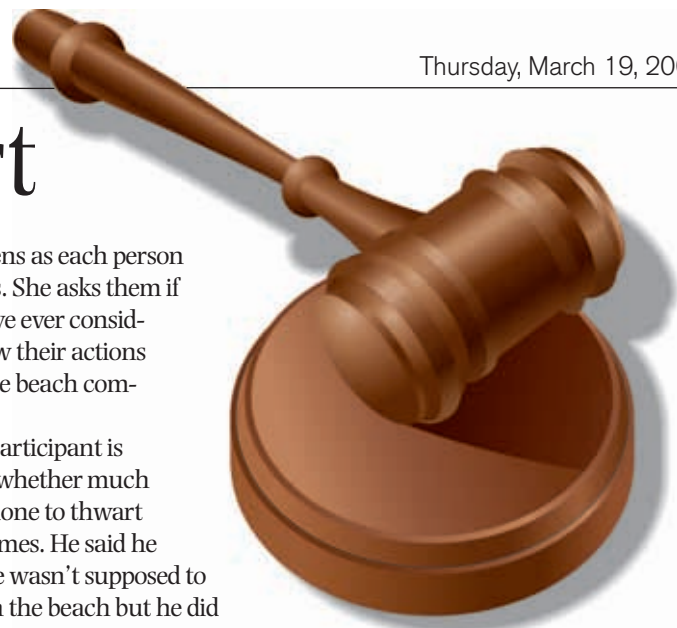 Thursday, March 19, 20
rt
ens as each person
s. She asks them if
ve ever consid-
w their actions
e beach com-
articipant is
whether much
one to thwart
mes. He said he
e wasn't supposed to
n the beach but he did